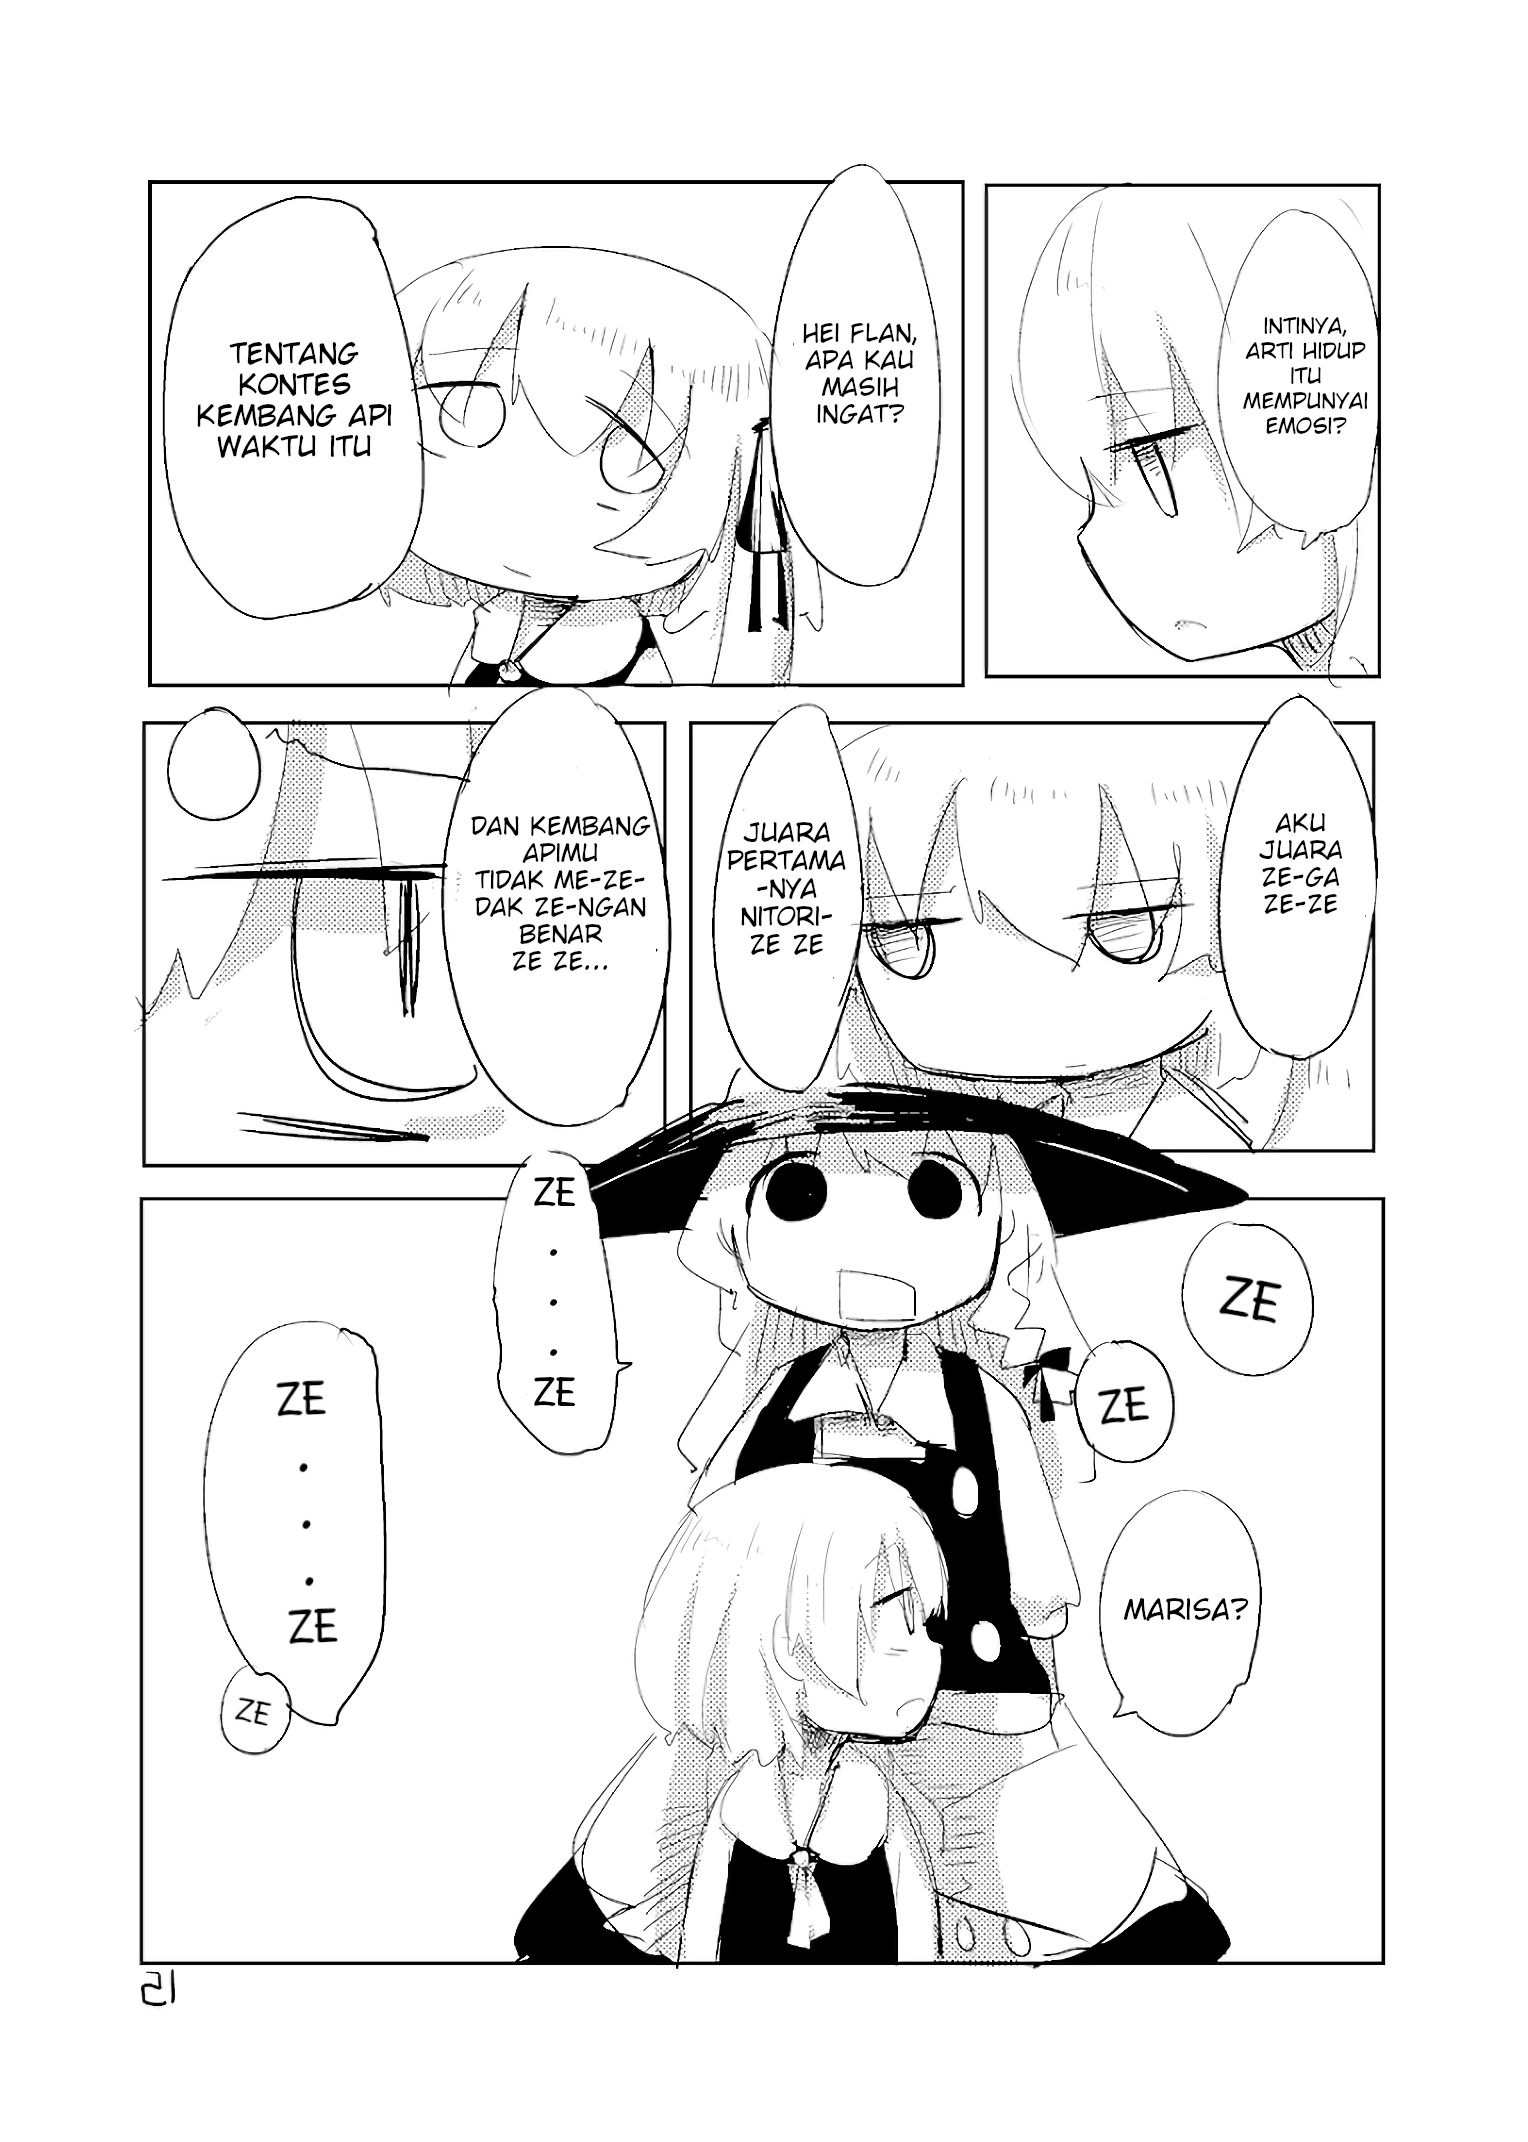 INTINYA,
ARTI HIDUP
ITU
MEMPUNYAI
EMOSI?
HEI FLAN,
APA KAU
MASIH
INGAT?
TENTANG
KONTES
KEMBANG API
WAKTU ITU
AKU
JUARA
ZE-GA
ZE-ZE
JUARA
PERTAMA
-NYA
NITORI-
ZE ZE
DAN KEMBANG
APIMU
TIDAK ME-ZE-
DAK ZE-NGAN
BENAR
ZE ZE...
ZE
ZE
ZE
.
.
.
ZE
MARISA?
ZE
.
.
.
ZE
ZE
21